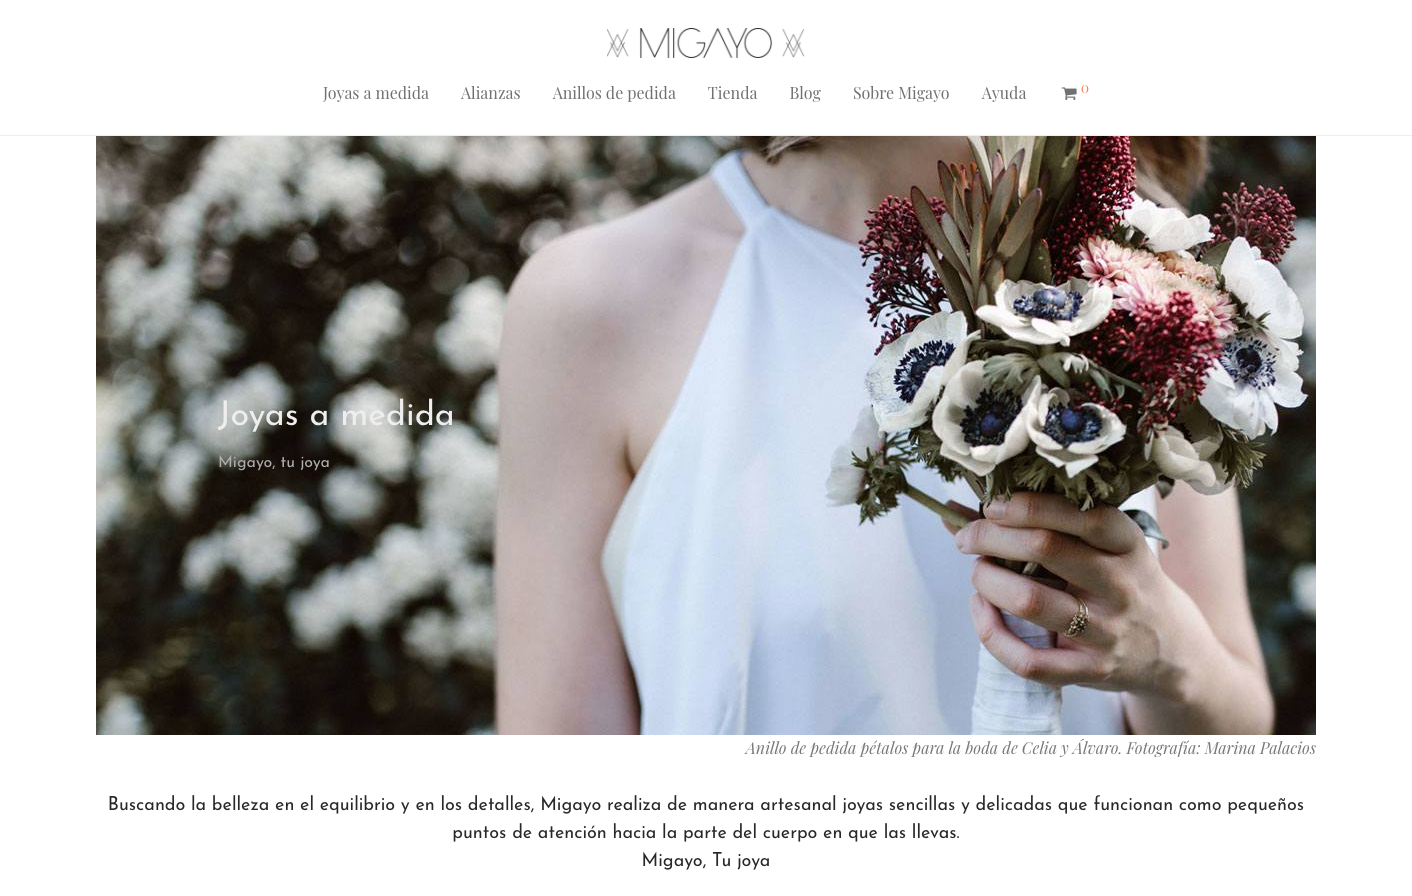 MIGAYO
Joyas a medida Alianzas Anillos de pedida Tienda Blog Sobre Migayo Ayuda 0
Joyas a medida
Migayo, tu joya
Anillo de pedida pétalos para la boda de Celia y Álvaro. Fotografía: Marina Palacios
Buscando la belleza en el equilibrio y en los detalles, Migayo realiza de manera artesanal joyas sencillas y delicadas que funcionan como pequeños
puntos de atención hacia la parte del cuerpo en que las llevas.
Migayo, Tu joya